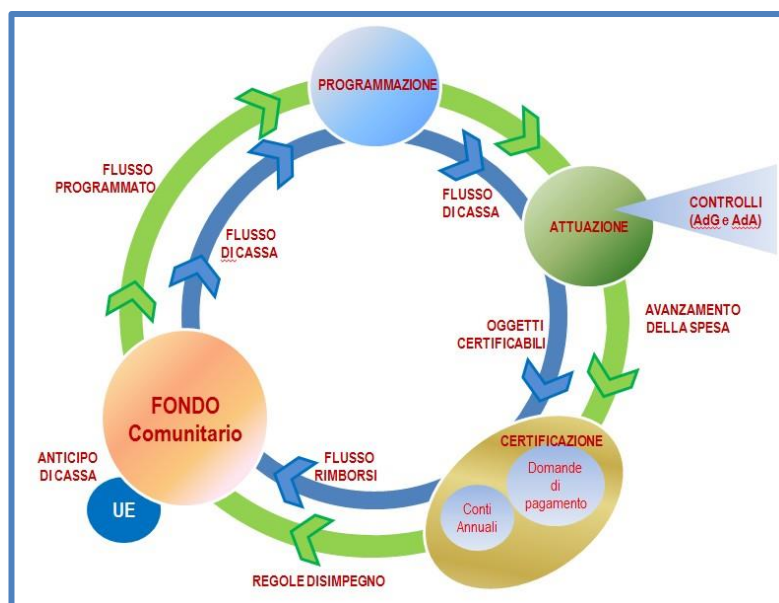 PROGRAMMAZIONE
FLUSSO
PROGRAMMATO
FLUSSO
DI CASSA
FLUSSO
DI CASSA
ATTUAZIONE
CONTROLLI
(AdG e AdA)
OGGETTI
CERTIFICABILI
AVANZAMENTO
DELLA SPESA
FONDO
Comunitario
ANTICIPO
DI CASSA
UE
FLUSSO
RIMBORSI
CERTIFICAZIONE
Domande
di
pagamento
Conti
Annuali
REGOLE DISIMPEGNO